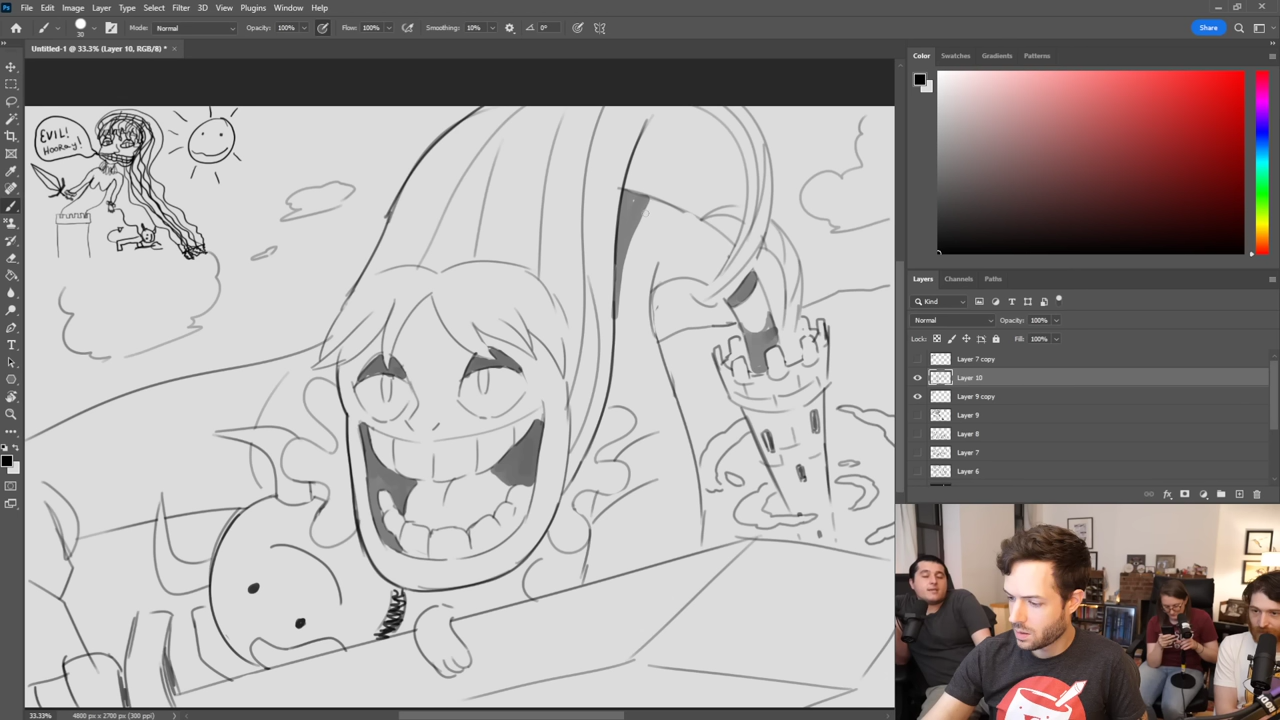 File Edit Image Layer Type Select Filter 3D View Plugins Window Help
30 Mode: Normal Opacity: 100% Flow: 100% Smoothing: 10% 0° Share
Untitled-1 @ 33.3% (Layer 10, RGB/8) * ×
Color Swatches Gradients Patterns
EVIL!
HOORAY!
Layers Channels Paths
Kind
Normal Opacity: 100%
Lock: Fill: 100%
Layer 7 copy
Layer 10
Layer 9 copy
Layer 9
Layer 8
Layer 7
Layer 6
33.33% 4800 px x 2700 px (300 ppi)